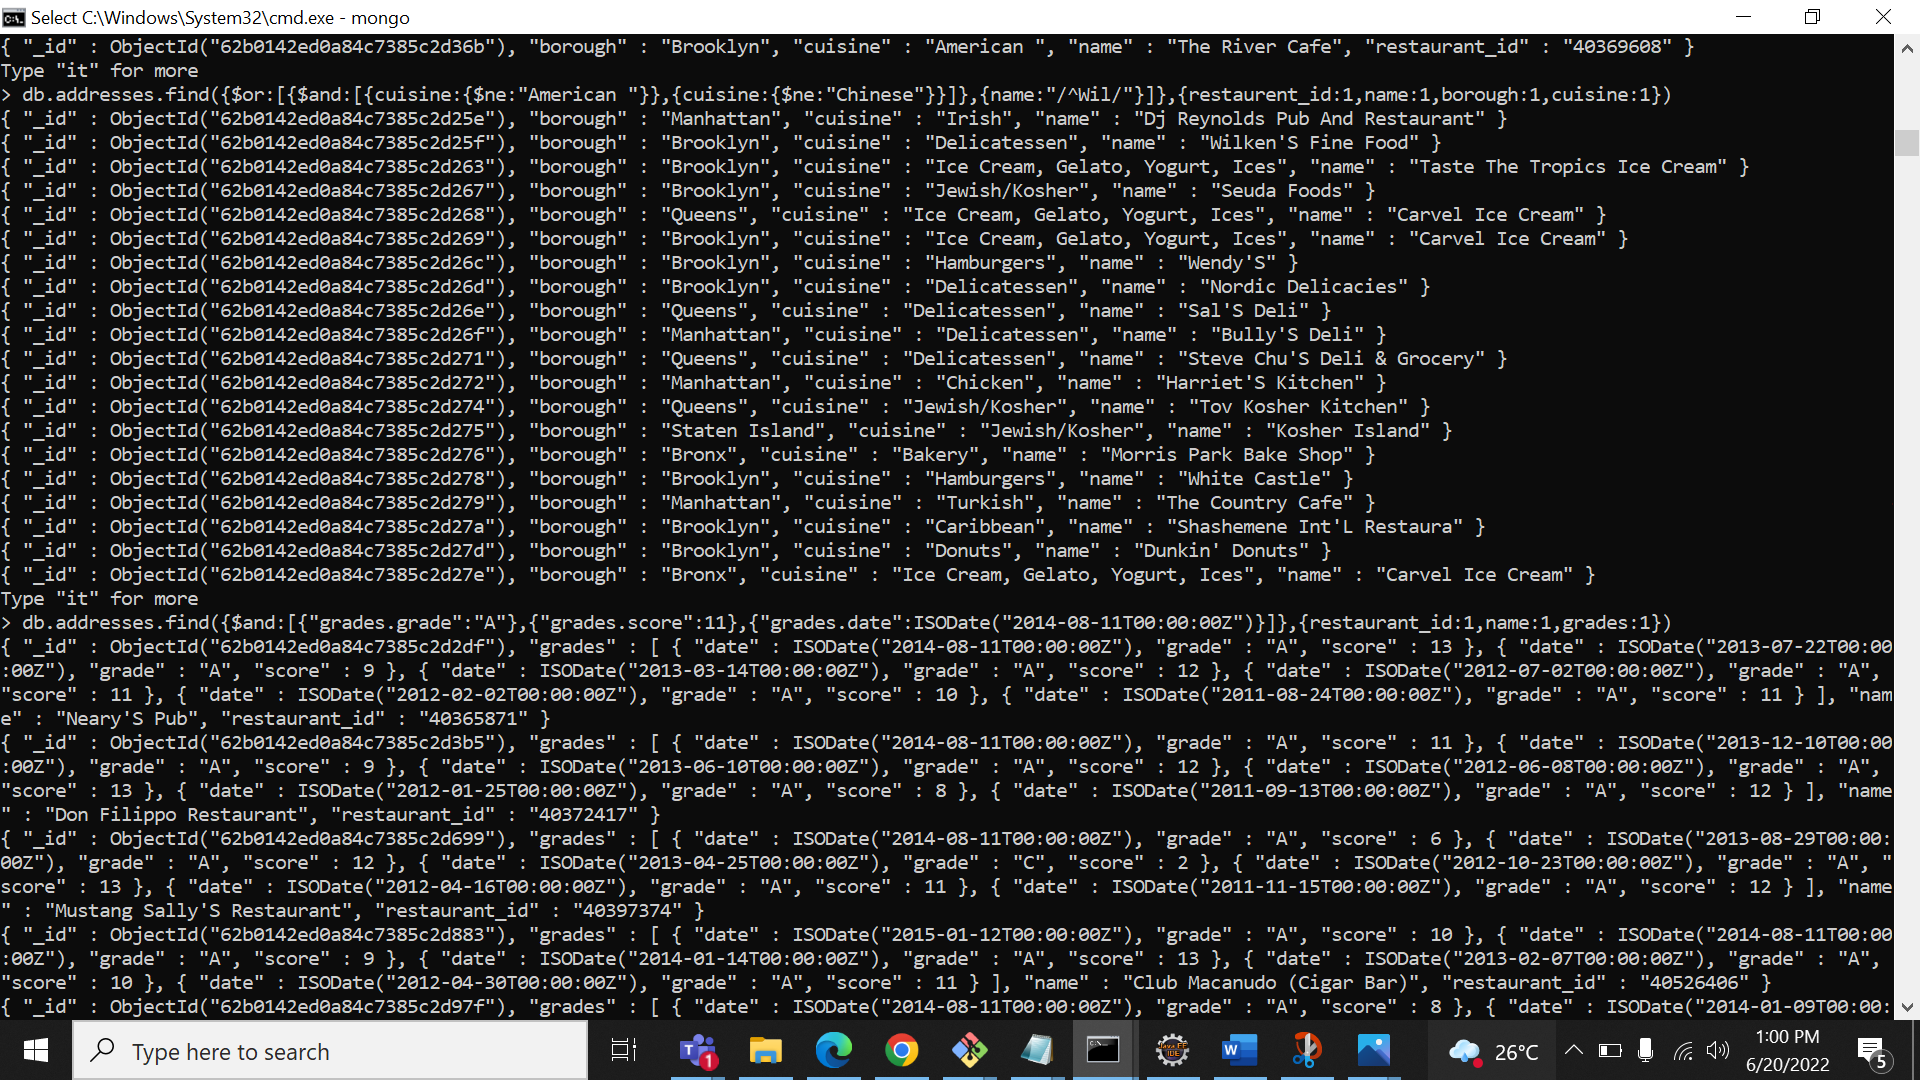 Select C:\Windows\System32\cmd.exe - mongo
{ "_id" : ObjectId("62b0142ed0a84c7385c2d36b"), "borough" : "Brooklyn", "cuisine" : "American ", "name" : "The River Cafe", "restaurant_id" : "40369608" }
Type "it" for more
> db.addresses.find({$or:[{$and:[{cuisine:{$ne:"American "}},{cuisine:{$ne:"Chinese"}}]},{name:"/^Wil/"}]},{restaurent_id:1,name:1,borough:1,cuisine:1})
{ "_id" : ObjectId("62b0142ed0a84c7385c2d25e"), "borough" : "Manhattan", "cuisine" : "Irish", "name" : "Dj Reynolds Pub And Restaurant" }
{ "_id" : ObjectId("62b0142ed0a84c7385c2d25f"), "borough" : "Brooklyn", "cuisine" : "Delicatessen", "name" : "Wilken'S Fine Food" }
{ "_id" : ObjectId("62b0142ed0a84c7385c2d263"), "borough" : "Brooklyn", "cuisine" : "Ice Cream, Gelato, Yogurt, Ices", "name" : "Taste The Tropics Ice Cream" }
{ "_id" : ObjectId("62b0142ed0a84c7385c2d267"), "borough" : "Brooklyn", "cuisine" : "Jewish/Kosher", "name" : "Seuda Foods" }
{ "_id" : ObjectId("62b0142ed0a84c7385c2d268"), "borough" : "Queens", "cuisine" : "Ice Cream, Gelato, Yogurt, Ices", "name" : "Carvel Ice Cream" }
{ "_id" : ObjectId("62b0142ed0a84c7385c2d269"), "borough" : "Brooklyn", "cuisine" : "Ice Cream, Gelato, Yogurt, Ices", "name" : "Carvel Ice Cream" }
{ "_id" : ObjectId("62b0142ed0a84c7385c2d26c"), "borough" : "Brooklyn", "cuisine" : "Hamburgers", "name" : "Wendy'S" }
{ "_id" : ObjectId("62b0142ed0a84c7385c2d26d"), "borough" : "Brooklyn", "cuisine" : "Delicatessen", "name" : "Nordic Delicacies" }
{ "_id" : ObjectId("62b0142ed0a84c7385c2d26e"), "borough" : "Queens", "cuisine" : "Delicatessen", "name" : "Sal'S Deli" }
{ "_id" : ObjectId("62b0142ed0a84c7385c2d26f"), "borough" : "Manhattan", "cuisine" : "Delicatessen", "name" : "Bully'S Deli" }
{ "_id" : ObjectId("62b0142ed0a84c7385c2d271"), "borough" : "Queens", "cuisine" : "Delicatessen", "name" : "Steve Chu'S Deli & Grocery" }
{ "_id" : ObjectId("62b0142ed0a84c7385c2d272"), "borough" : "Manhattan", "cuisine" : "Chicken", "name" : "Harriet'S Kitchen" }
{ "_id" : ObjectId("62b0142ed0a84c7385c2d274"), "borough" : "Queens", "cuisine" : "Jewish/Kosher", "name" : "Tov Kosher Kitchen" }
{ "_id" : ObjectId("62b0142ed0a84c7385c2d275"), "borough" : "Staten Island", "cuisine" : "Jewish/Kosher", "name" : "Kosher Island" }
{ "_id" : ObjectId("62b0142ed0a84c7385c2d276"), "borough" : "Bronx", "cuisine" : "Bakery", "name" : "Morris Park Bake Shop" }
{ "_id" : ObjectId("62b0142ed0a84c7385c2d278"), "borough" : "Brooklyn", "cuisine" : "Hamburgers", "name" : "White Castle" }
{ "_id" : ObjectId("62b0142ed0a84c7385c2d279"), "borough" : "Manhattan", "cuisine" : "Turkish", "name" : "The Country Cafe" }
{ "_id" : ObjectId("62b0142ed0a84c7385c2d27a"), "borough" : "Brooklyn", "cuisine" : "Caribbean", "name" : "Shashemene Int'L Restaura" }
{ "_id" : ObjectId("62b0142ed0a84c7385c2d27d"), "borough" : "Brooklyn", "cuisine" : "Donuts", "name" : "Dunkin' Donuts" }
{ "_id" : ObjectId("62b0142ed0a84c7385c2d27e"), "borough" : "Bronx", "cuisine" : "Ice Cream, Gelato, Yogurt, Ices", "name" : "Carvel Ice Cream" }
Type "it" for more
> db.addresses.find({$and:[{"grades.grade":"A"},{"grades.score":11},{"grades.date":ISODate("2014-08-11T00:00:00Z")}]},{restaurant_id:1,name:1,grades:1})
{ "_id" : ObjectId("62b0142ed0a84c7385c2d2df"), "grades" : [ { "date" : ISODate("2014-08-11T00:00:00Z"), "grade" : "A", "score" : 13 }, { "date" : ISODate("2013-07-22T00:00
:00Z"), "grade" : "A", "score" : 9 }, { "date" : ISODate("2013-03-14T00:00:00Z"), "grade" : "A", "score" : 12 }, { "date" : ISODate("2012-07-02T00:00:00Z"), "grade" : "A",
"score" : 11 }, { "date" : ISODate("2012-02-02T00:00:00Z"), "grade" : "A", "score" : 10 }, { "date" : ISODate("2011-08-24T00:00:00Z"), "grade" : "A", "score" : 11 } ], "nam
e" : "Neary'S Pub", "restaurant_id" : "40365871" }
{ "_id" : ObjectId("62b0142ed0a84c7385c2d3b5"), "grades" : [ { "date" : ISODate("2014-08-11T00:00:00Z"), "grade" : "A", "score" : 11 }, { "date" : ISODate("2013-12-10T00:00
:00Z"), "grade" : "A", "score" : 9 }, { "date" : ISODate("2013-06-10T00:00:00Z"), "grade" : "A", "score" : 12 }, { "date" : ISODate("2012-06-08T00:00:00Z"), "grade" : "A",
"score" : 13 }, { "date" : ISODate("2012-01-25T00:00:00Z"), "grade" : "A", "score" : 8 }, { "date" : ISODate("2011-09-13T00:00:00Z"), "grade" : "A", "score" : 12 } ], "name
" : "Don Filippo Restaurant", "restaurant_id" : "40372417" }
{ "_id" : ObjectId("62b0142ed0a84c7385c2d699"), "grades" : [ { "date" : ISODate("2014-08-11T00:00:00Z"), "grade" : "A", "score" : 6 }, { "date" : ISODate("2013-08-29T00:00:
00Z"), "grade" : "A", "score" : 12 }, { "date" : ISODate("2013-04-25T00:00:00Z"), "grade" : "C", "score" : 2 }, { "date" : ISODate("2012-10-23T00:00:00Z"), "grade" : "A", "
score" : 13 }, { "date" : ISODate("2012-04-16T00:00:00Z"), "grade" : "A", "score" : 11 }, { "date" : ISODate("2011-11-15T00:00:00Z"), "grade" : "A", "score" : 12 } ], "name
" : "Mustang Sally'S Restaurant", "restaurant_id" : "40397374" }
{ "_id" : ObjectId("62b0142ed0a84c7385c2d883"), "grades" : [ { "date" : ISODate("2015-01-12T00:00:00Z"), "grade" : "A", "score" : 10 }, { "date" : ISODate("2014-08-11T00:00
:00Z"), "grade" : "A", "score" : 9 }, { "date" : ISODate("2014-01-14T00:00:00Z"), "grade" : "A", "score" : 13 }, { "date" : ISODate("2013-02-07T00:00:00Z"), "grade" : "A",
"score" : 10 }, { "date" : ISODate("2012-04-30T00:00:00Z"), "grade" : "A", "score" : 11 } ], "name" : "Club Macanudo (Cigar Bar)", "restaurant_id" : "40526406" }
{ "_id" : ObjectId("62b0142ed0a84c7385c2d97f"), "grades" : [ { "date" : ISODate("2014-08-11T00:00:00Z"), "grade" : "A", "score" : 8 }, { "date" : ISODate("2014-01-09T00:00:
Type here to search
26°C
1:00 PM
6/20/2022